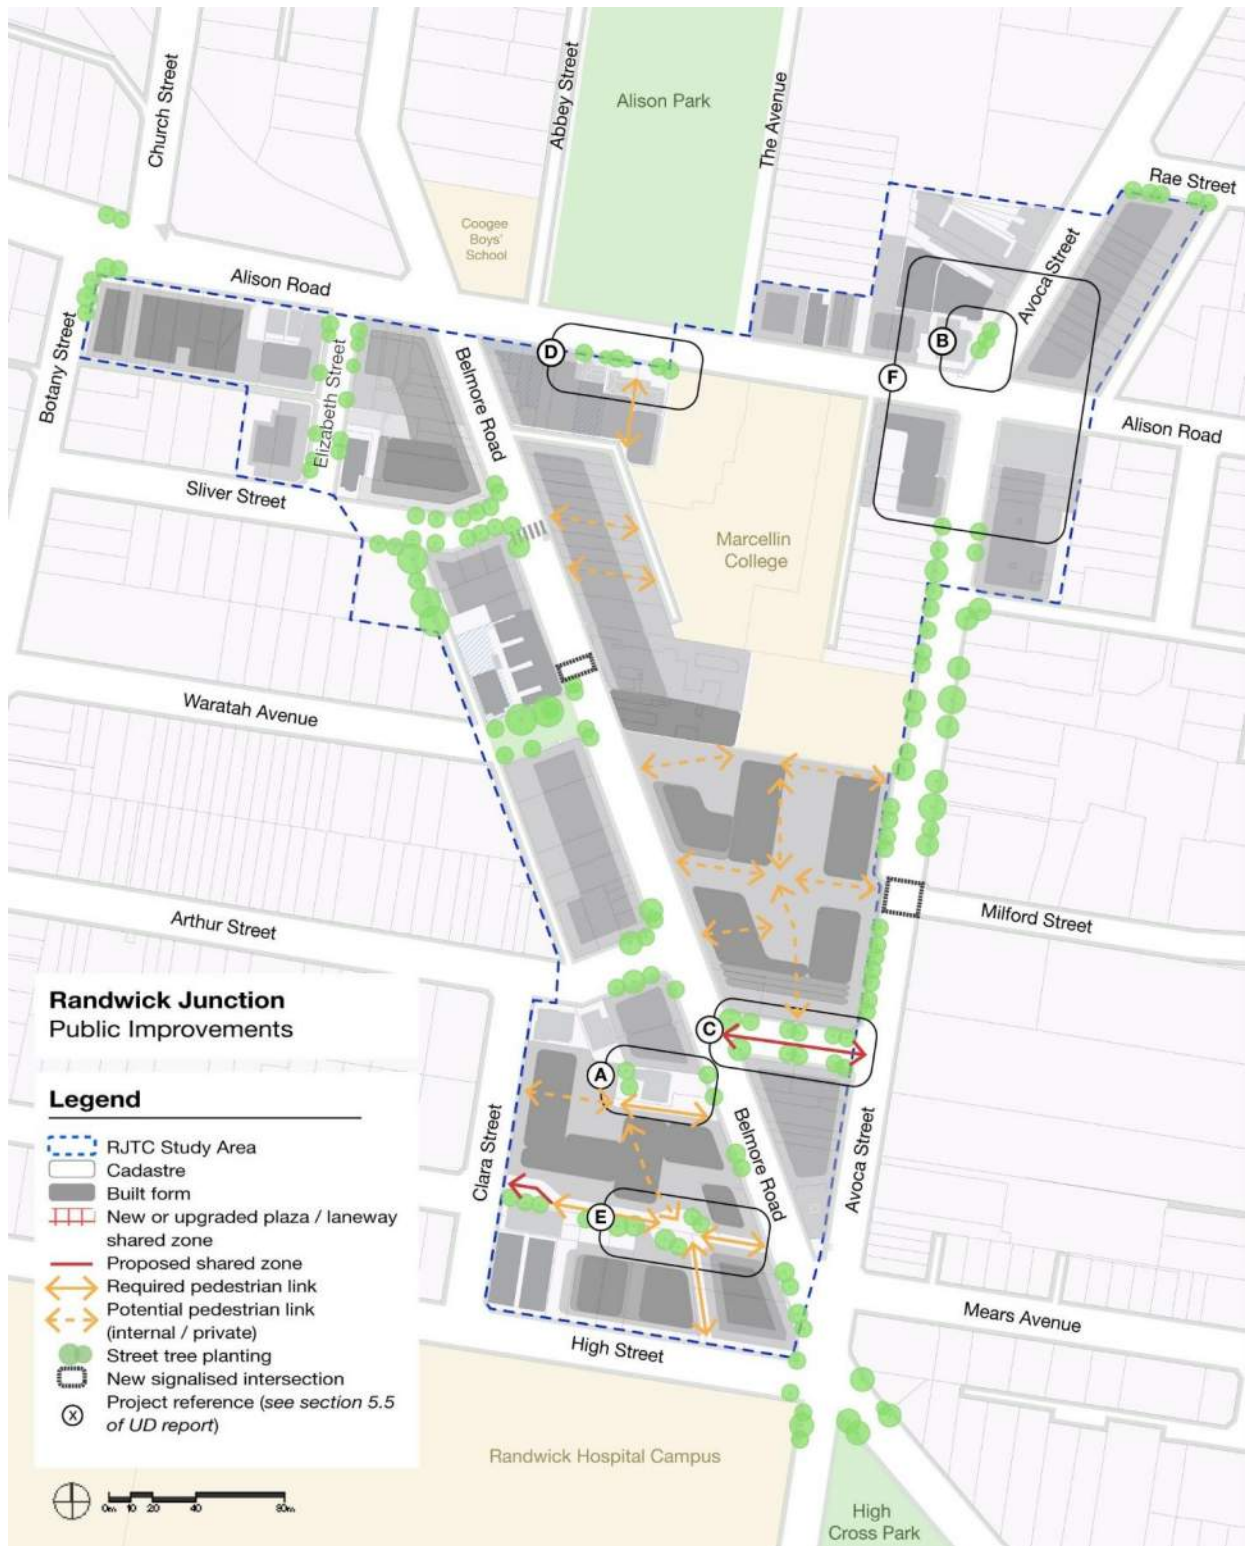 Church Street
Abbey Street
Alison Park
The Avenue
Rae Street
Coogee
Boys'
School
Avoca Street
Alison Road
B
D
F
Botany Street
Elizabeth Street
Belmore Road
Alison Road
Sliver Street
Marcellin
College
Waratah Avenue
Arthur Street
Milford Street
Randwick Junction
Public Improvements
C
A
Legend
RJTC Study Area
Cadastre
Built form
New or upgraded plaza / laneway
shared zone
Proposed shared zone
Required pedestrian link
Potential pedestrian link
(internal / private)
Street tree planting
New signalised intersection
X
Project reference (see section 5.5
of UD report)
Clara Street
Belmore Road
Avoca Street
E
Mears Avenue
High Street
Randwick Hospital Campus
0m 10 20 40 80m
High
Cross Park